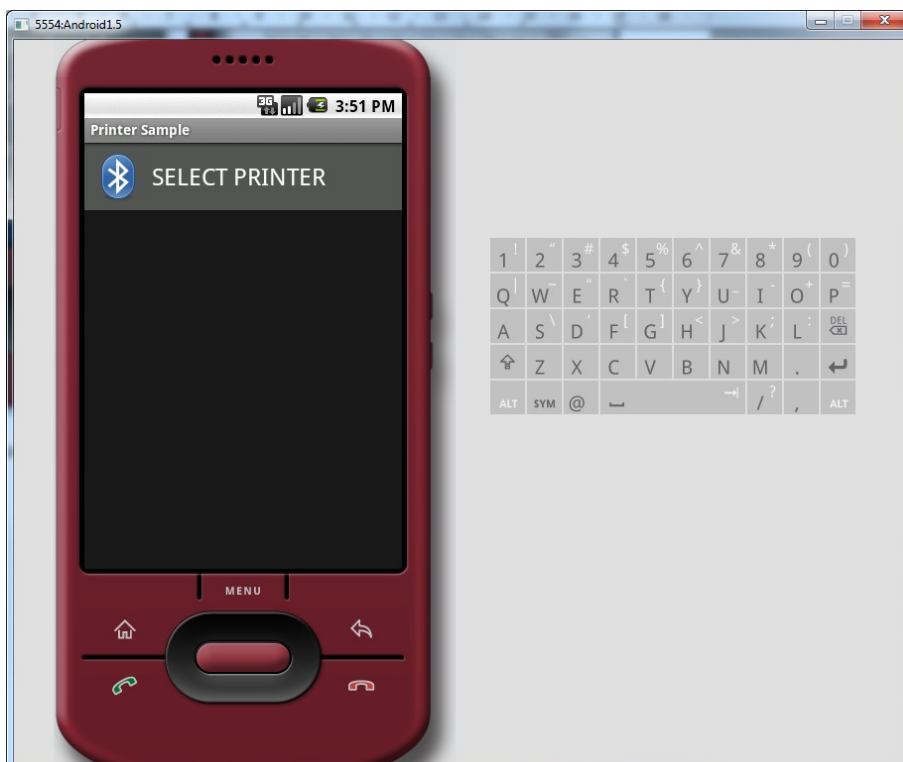 5554:Android1.5
3G 3:51 PM
Printer Sample
SELECT PRINTER
MENU
1 ! 2 " 3 # 4 $ 5 % 6 ^ 7 & 8 * 9 ( 0 )
Q | W ~ E " R ` T { Y } U _ I - O + P =
A S \ D ' F [ G ] H < J > K ; L : DEL
Z X C V B N M .
ALT SYM @ / ? , ALT